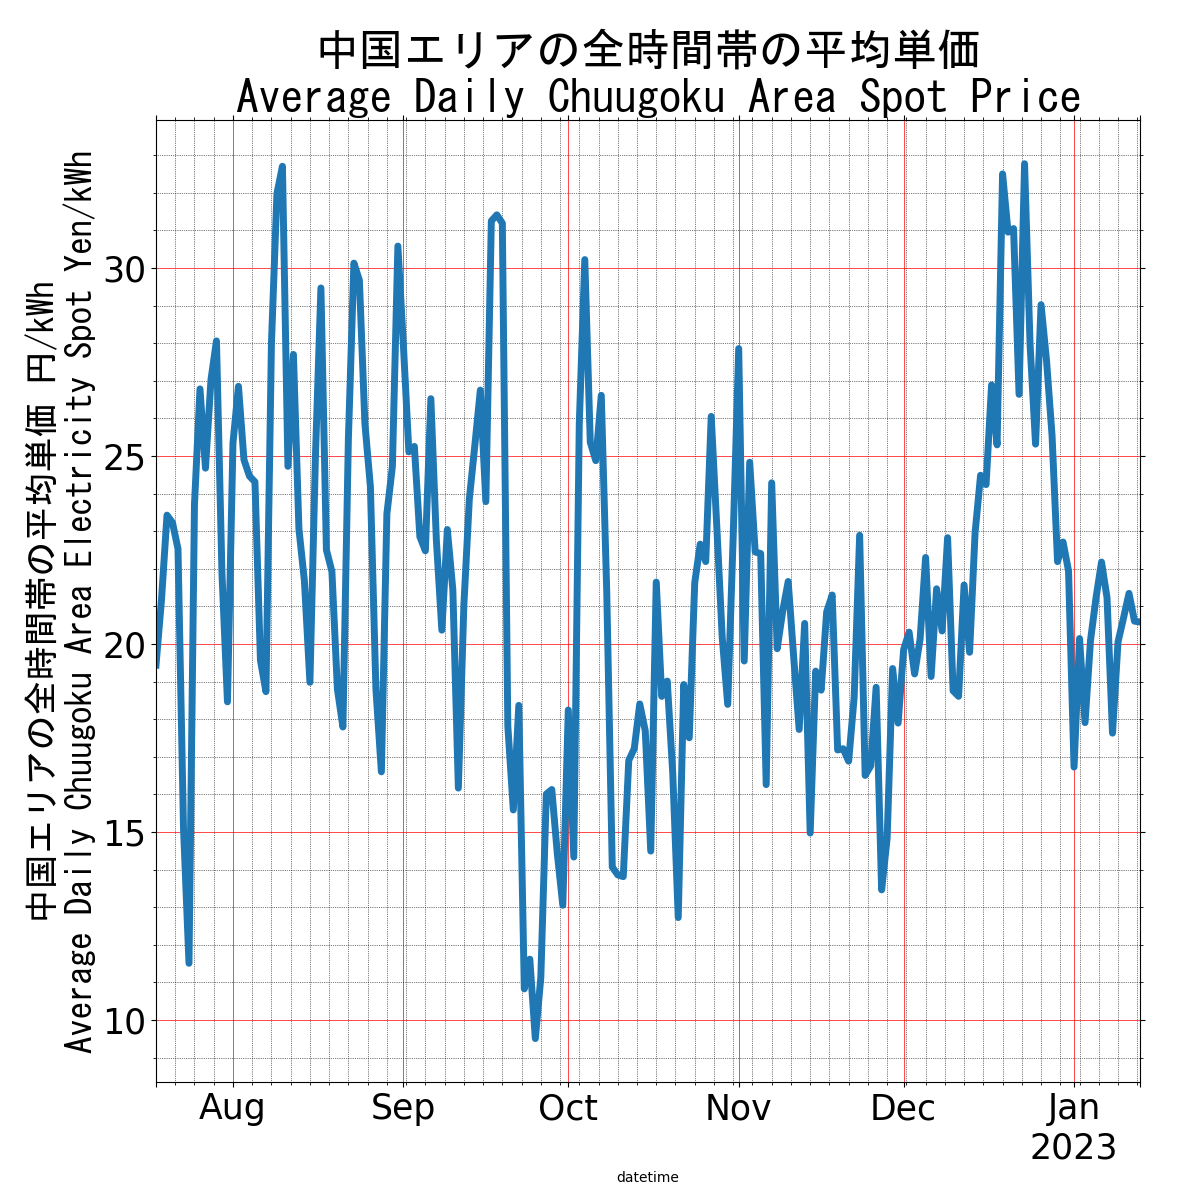 中国エリアの全時間帯の平均単価
Average Daily Chuugoku Area Spot Price
中国エリアの全時間帯の平均単価 円/kWh
Average Daily Chuugoku Area Electricity Spot Yen/kWh
30
25
20
15
10
Aug Sep Oct Nov Dec Jan
2023
datetime